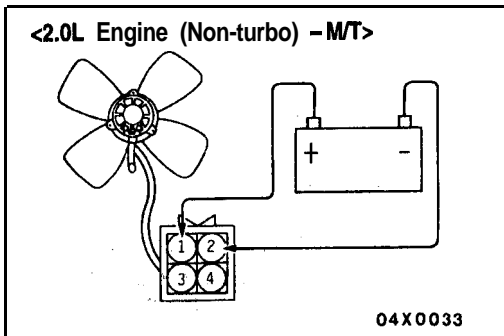 <2.0L Engine (Non-turbo) – M/T>
+ -
1 2
3 4
04X0033